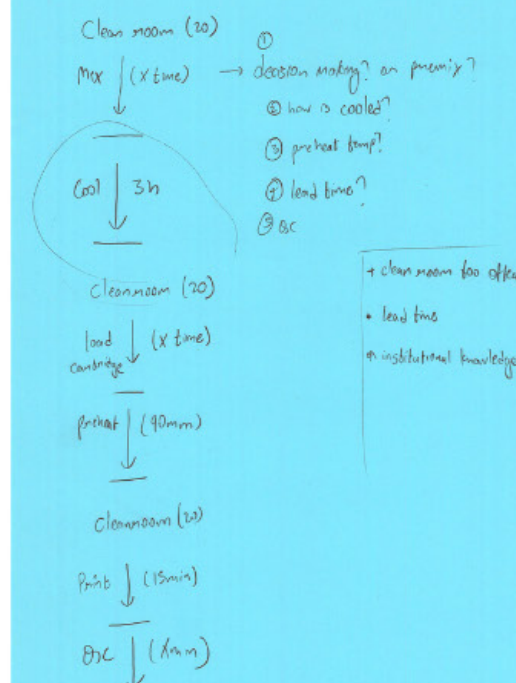 Clean room (20)
Mix (X time) → decision making? on premix?
①
② how is cooled?
③ preheat temp?
④ lead time?
⑤ QC
Cool 3h
Cleanroom (20)
load (X time)
cartridge
preheat (90min)
Cleanroom (20)
Print (15min)
QC (Xmin)
+ clean room too often
• lead time
institutional knowledge